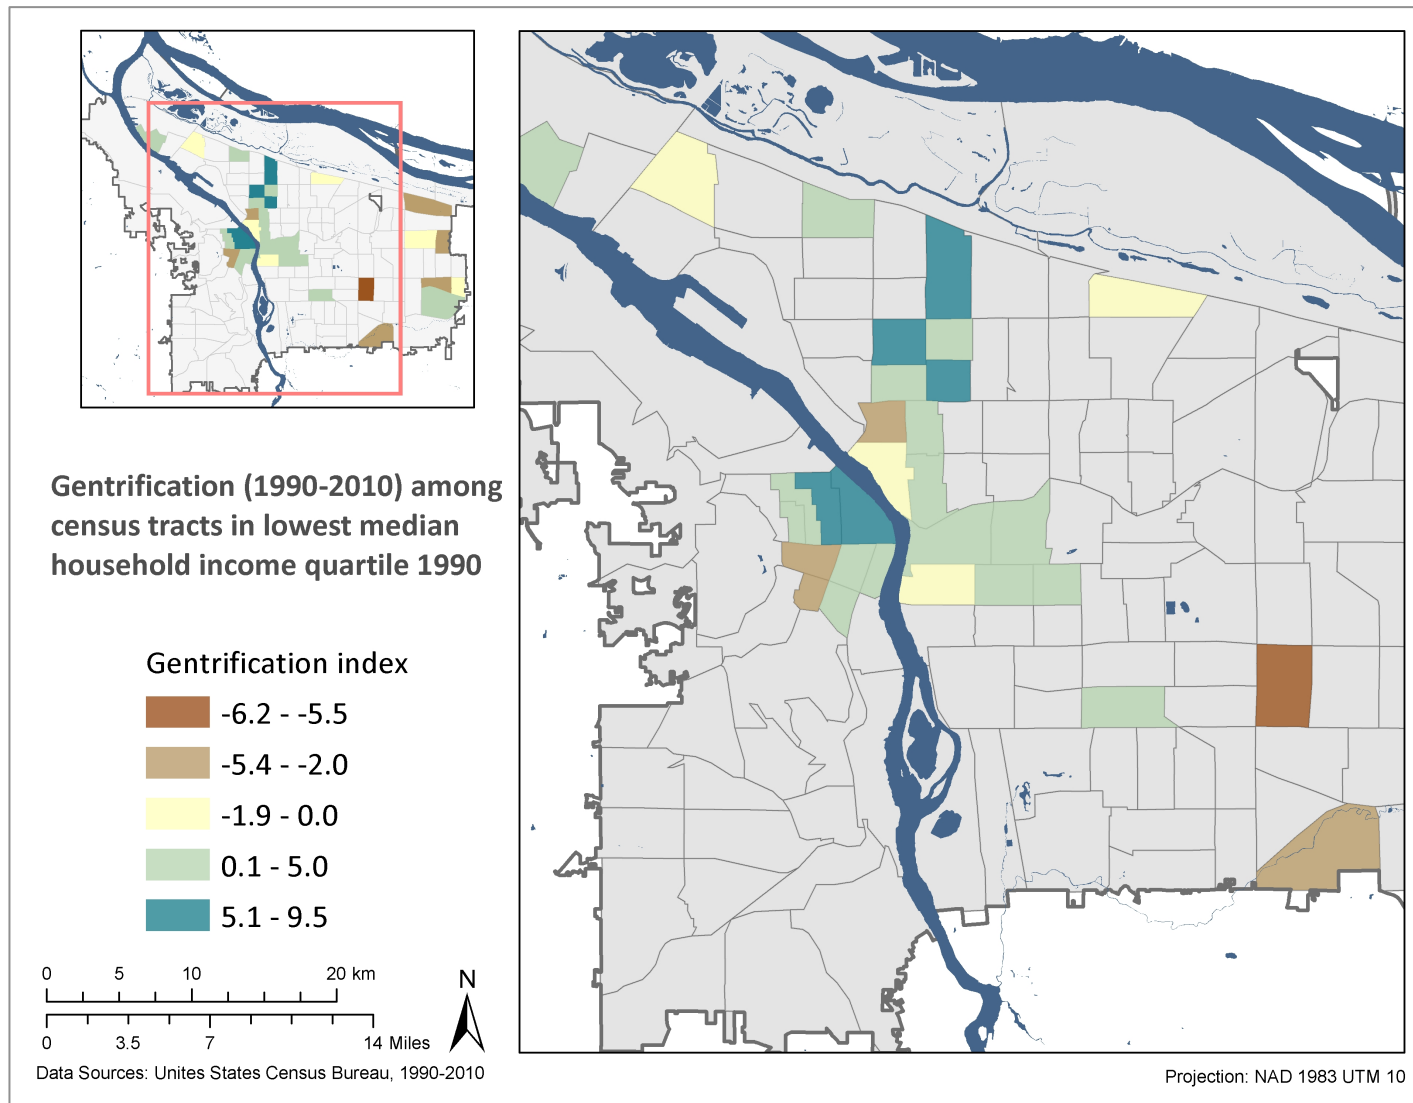 Gentrification (1990-2010) among
census tracts in lowest median
household income quartile 1990
Gentrification index
-6.2 - -5.5
-5.4 - -2.0
-1.9 - 0.0
0.1 - 5.0
5.1 - 9.5
0 5 10 20 km
N
0 3.5 7 14 Miles
Data Sources: Unites States Census Bureau, 1990-2010
Projection: NAD 1983 UTM 10